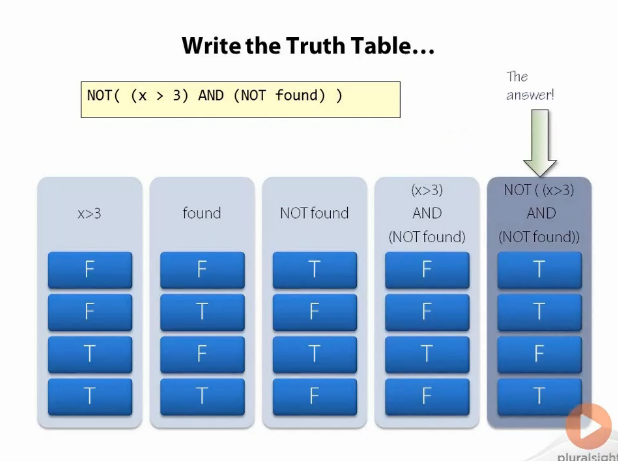 Write the Truth Table...
NOT( (x > 3) AND (NOT found) )
The
answer!
x>3
found
NOT found
(x>3)
AND
(NOT found)
NOT ( (x>3)
AND
(NOT found))
F F T F T
F T F F T
T F T T F
T T F F T
pluralsight